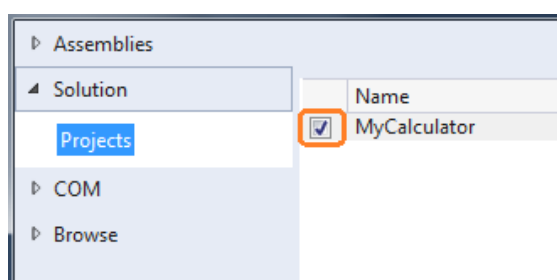 Assemblies
Solution
Name
MyCalculator
Projects
COM
Browse